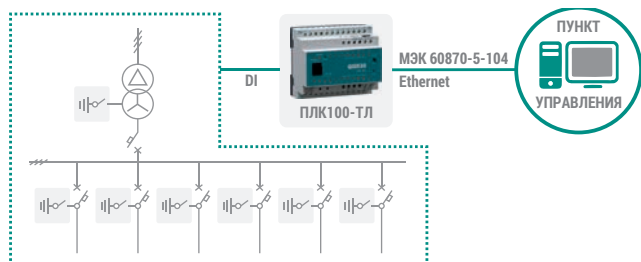 ПУНКТ
МЭК 60870-5-104
DI
Ethernet
ПЛК100-ТЛ
УПРАВЛЕНИЯ